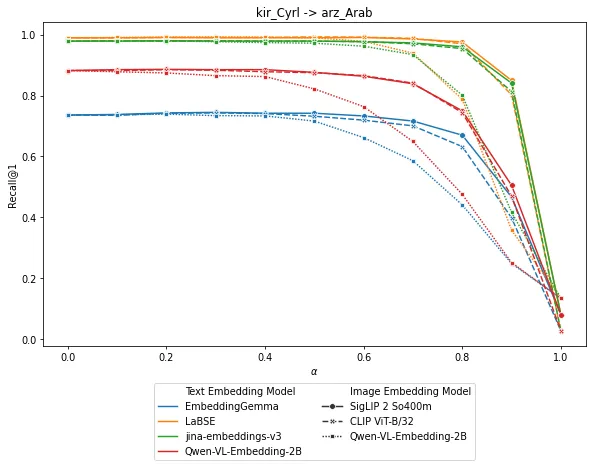 kir_Cyrl -> arz_Arab
Recall@1
1.0
0.8
0.6
0.4
0.2
0.0
0.0 0.2 0.4 0.6 0.8 1.0
α
Text Embedding Model
EmbeddingGemma
LaBSE
jina-embeddings-v3
Qwen-VL-Embedding-2B
Image Embedding Model
SigLIP 2 So400m
CLIP ViT-B/32
Qwen-VL-Embedding-2B